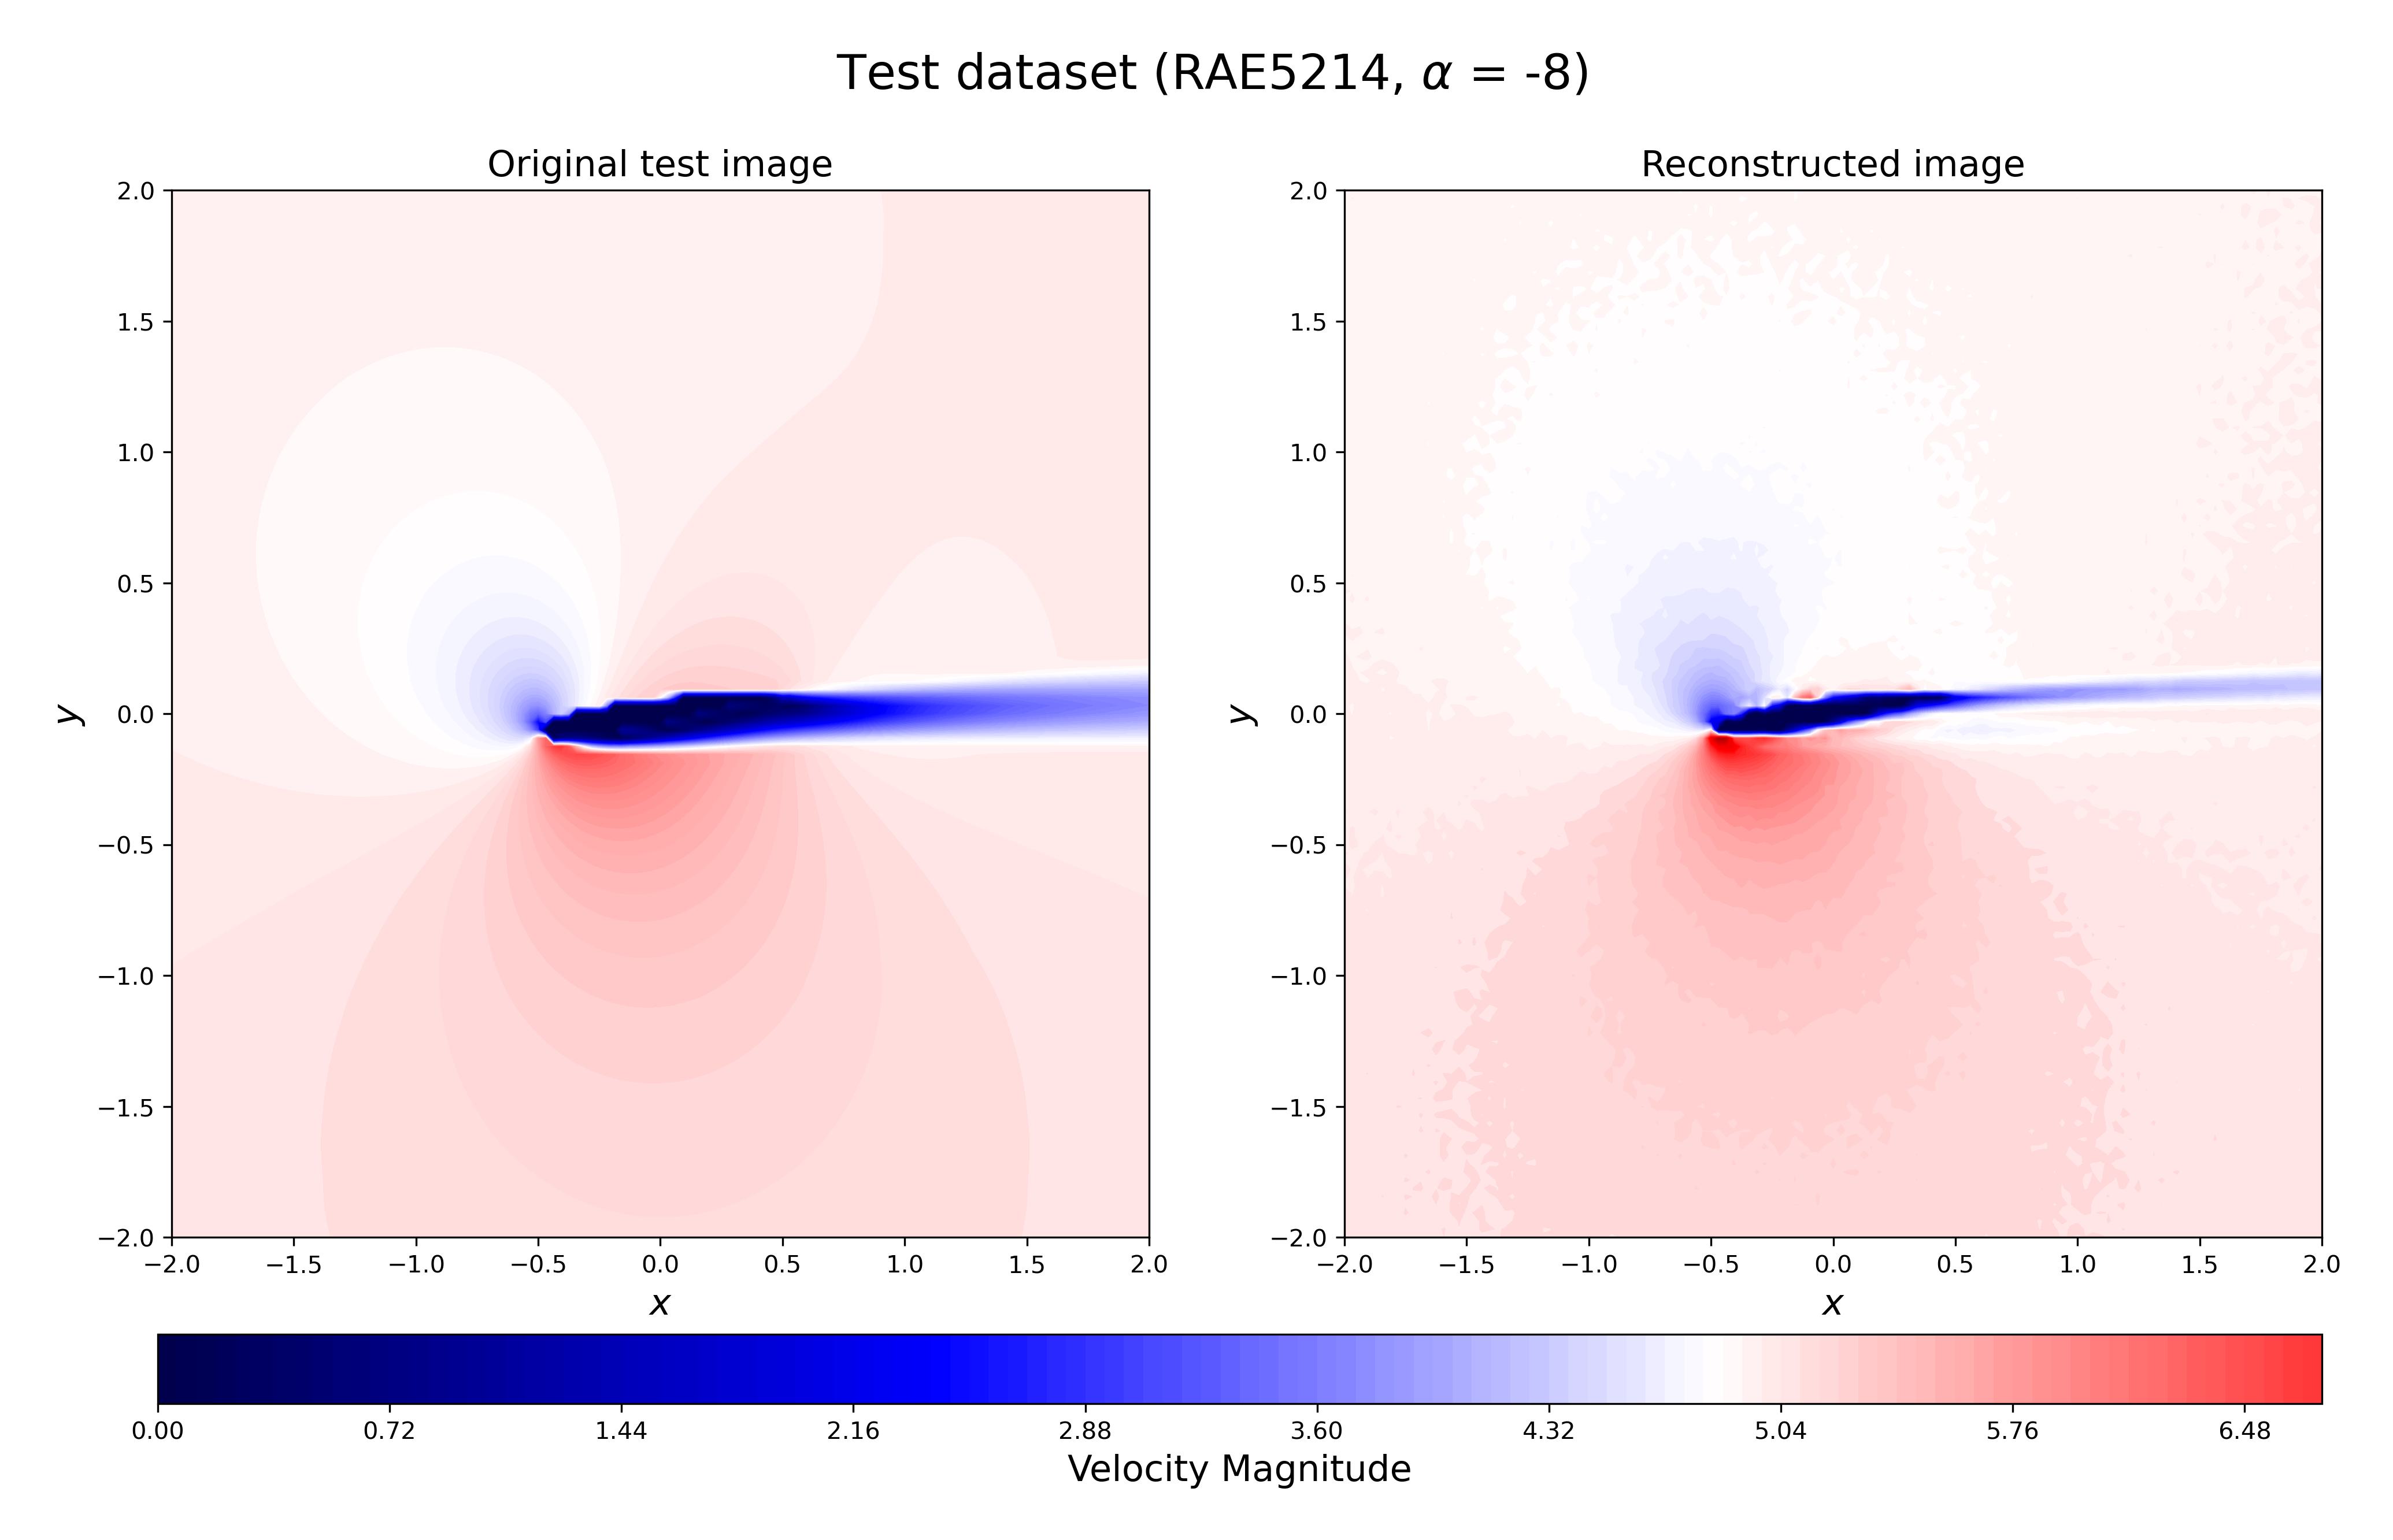 Test dataset (RAE5214, α = -8)
Original test image
Reconstructed image
2.0
1.5
1.0
0.5
0.0
−0.5
−1.0
−1.5
−2.0
y
−2.0 −1.5 −1.0 −0.5 0.0 0.5 1.0 1.5 2.0
x
2.0
1.5
1.0
0.5
0.0
−0.5
−1.0
−1.5
−2.0
y
−2.0 −1.5 −1.0 −0.5 0.0 0.5 1.0 1.5 2.0
x
0.00 0.72 1.44 2.16 2.88 3.60 4.32 5.04 5.76 6.48
Velocity Magnitude